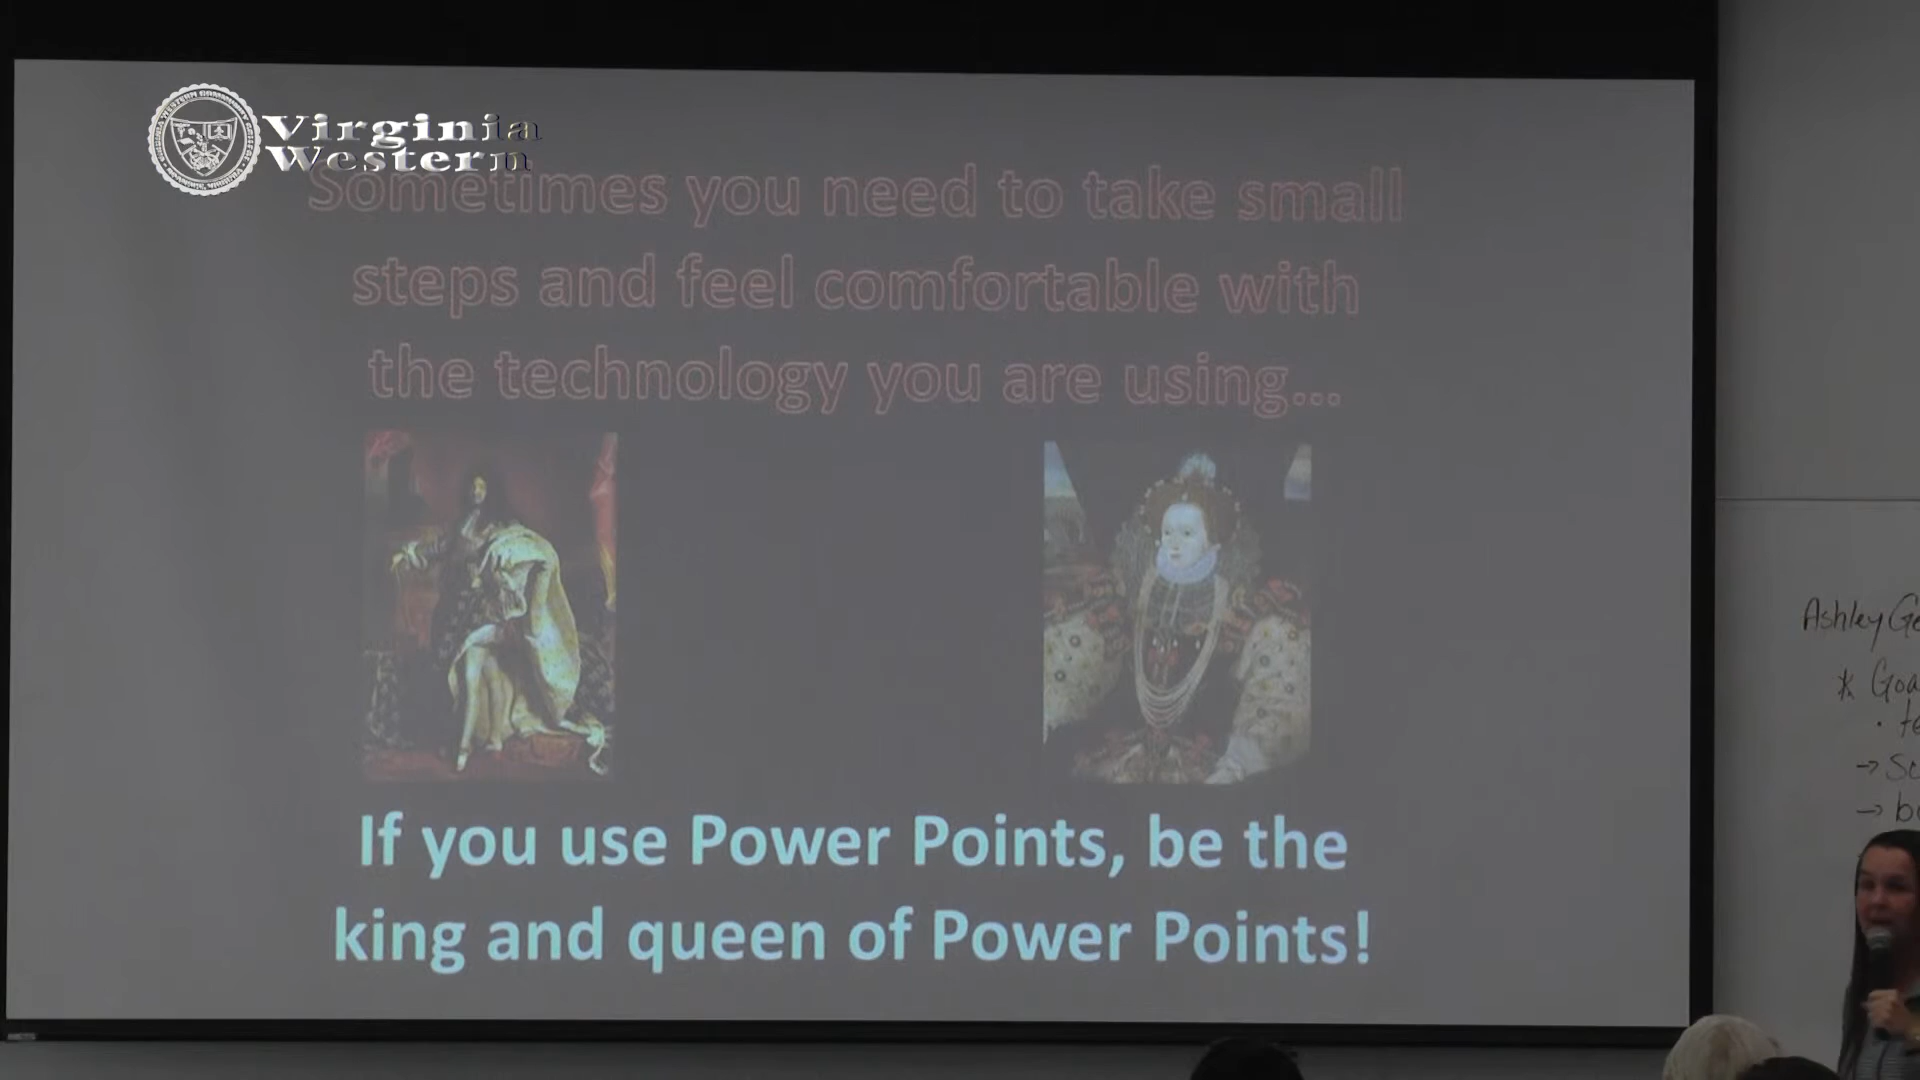 Virginia
Western
Sometimes you need to take small
steps and feel comfortable with
the technology you are using...
If you use Power Points, be the
king and queen of Power Points!
Ashley
*
→
→